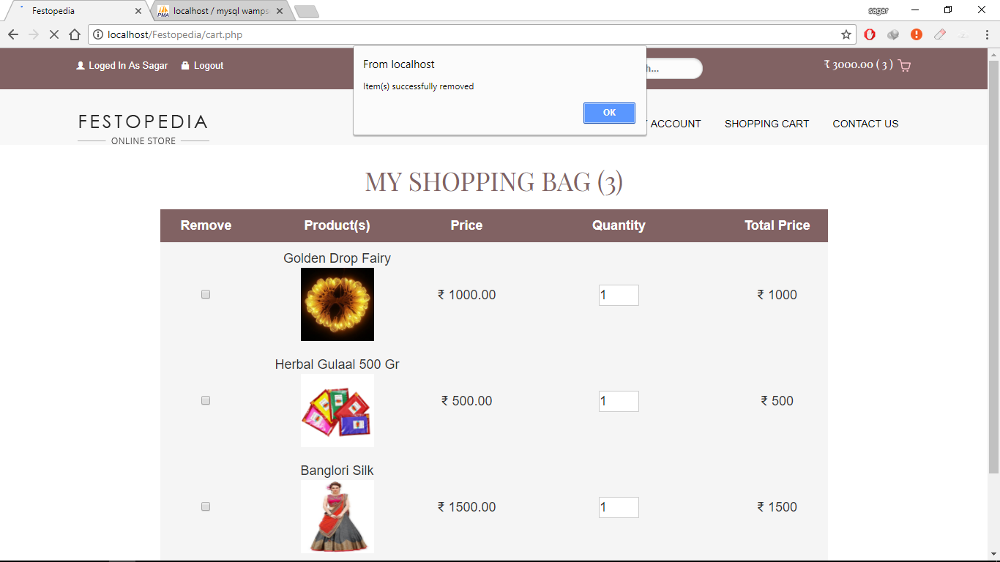 Festopedia
localhost / mysql wamps
sagar
localhost/Festopedia/cart.php
Loged In As Sagar
Logout
h...
₹ 3000.00 ( 3 )
From localhost
Item(s) successfully removed
OK
FESTOPEDIA
ONLINE STORE
ACCOUNT
SHOPPING CART
CONTACT US
MY SHOPPING BAG (3)
Remove Product(s) Price Quantity Total Price
Golden Drop Fairy
₹ 1000.00 1 ₹ 1000
Herbal Gulaal 500 Gr
₹ 500.00 1 ₹ 500
Banglori Silk
₹ 1500.00 1 ₹ 1500